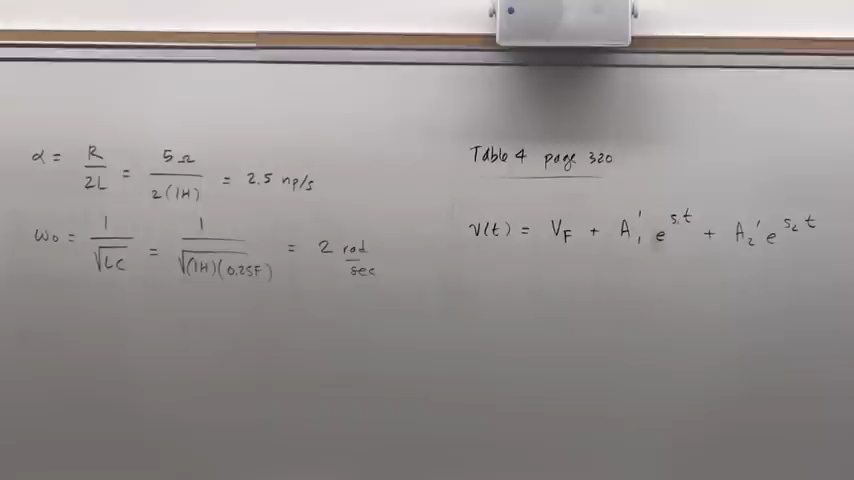 α = R/2L = 5Ω/2(1H) = 2.5 np/s
ω₀ = 1/√LC = 1/√(1H)(0.25F) = 2 rad/sec
Table 4 page 320
v(t) = V_F + A₁' e^{s₁t} + A₂' e^{s₂t}